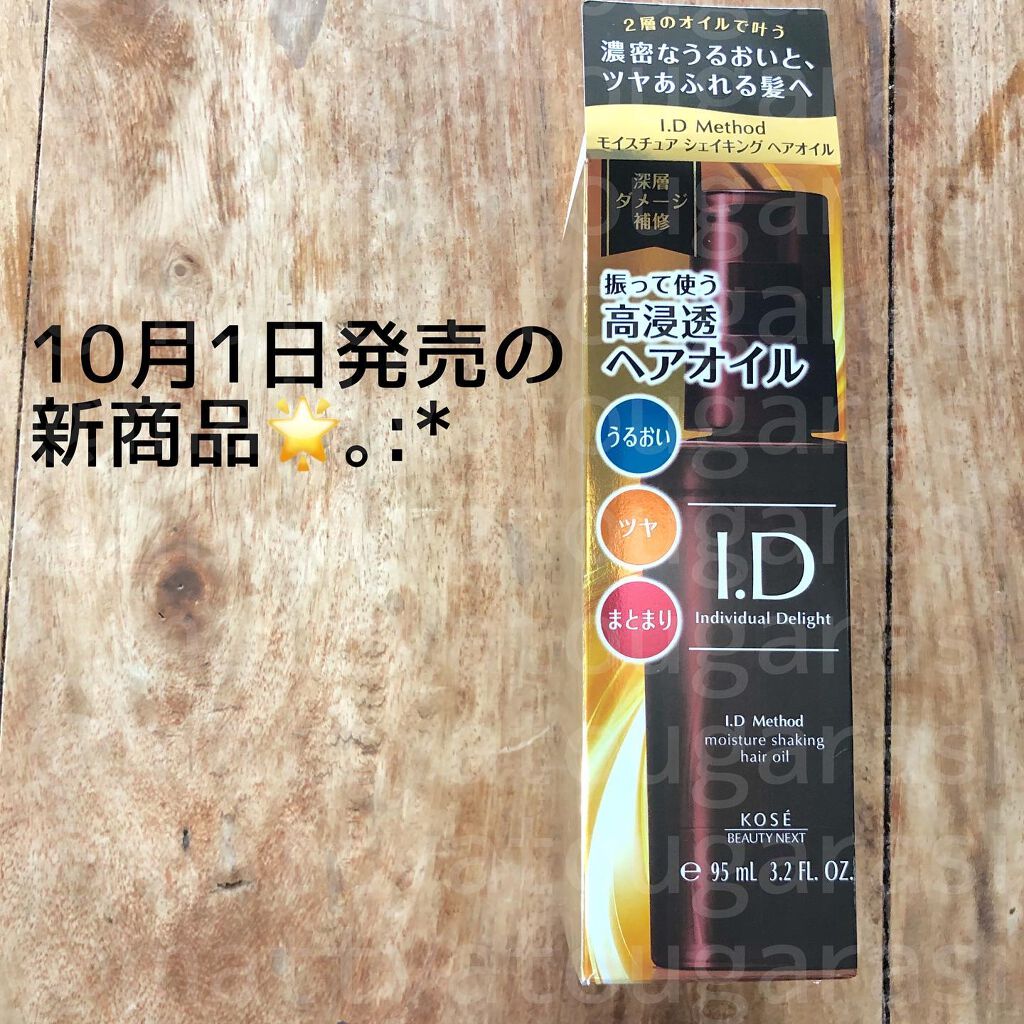 10月1日発売の
新商品🌟｡.:*
2層のオイルで叶う
濃密なうるおいと、
ツヤあふれる髪へ
I.D Method
モイスチュア シェイキング ヘアオイル
深層
ダメージ
補修
振って使う
高浸透
ヘアオイル
うるおい
ツヤ
まとまり
I.D
Individual Delight
I.D Method
moisture shaking
hair oil
KOSÉ
BEAUTY NEXT
℮ 95 mL 3.2 FL. OZ.